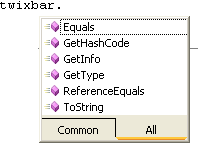 twixbar.
Equals
GetHashCode
GetInfo
GetType
ReferenceEquals
ToString
Common All